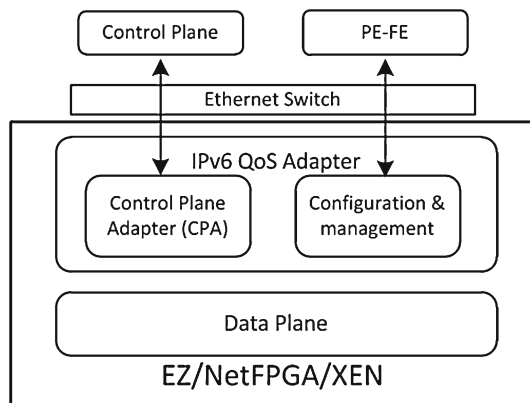 Control Plane
PE-FE
Ethernet Switch
IPv6 QoS Adapter
Control Plane
Adapter (CPA)
Configuration &
management
Data Plane
EZ/NetFPGA/XEN